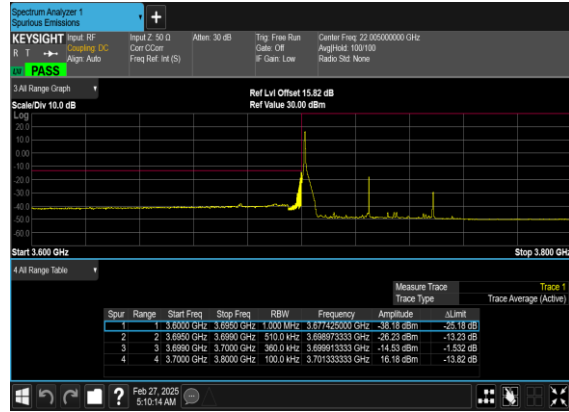 Spectrum Analyzer 1
Spurious Emissions
KEYSIGHT Input: RF Input Z: 50 Ω Atten: 30 dB Trig: Free Run Center Freq: 22.005000000 GHz
R T Coupling: DC Corr CCorr Gate: Off Avg|Hold: 100/100
Align: Auto Freq Ref: Int (S) IF Gain: Low Radio Std: None
PASS
3 All Range Graph
Ref Lvl Offset 15.82 dB
Scale/Div 10.0 dB Ref Value 30.00 dBm
Log
20.0
10.0
0.00
-10.0
-20.0
-30.0
-40.0
-50.0
-60.0
Start 3.600 GHz Stop 3.800 GHz
4 All Range Table
Measure Trace Trace 1
Trace Type Trace Average (Active)
Spur Range Start Freq Stop Freq RBW Frequency Amplitude ΔLimit
1 1 3.6000 GHz 3.6950 GHz 1.000 MHz 3.677425000 GHz -38.18 dBm -25.18 dB
2 2 3.6950 GHz 3.6990 GHz 510.0 kHz 3.698973333 GHz -26.23 dBm -13.23 dB
3 3 3.6990 GHz 3.7000 GHz 360.0 kHz 3.699913333 GHz -14.53 dBm -1.532 dB
4 4 3.7000 GHz 3.8000 GHz 100.0 kHz 3.701333333 GHz 16.18 dBm -13.82 dB
? Feb 27, 2025
5:10:14 AM